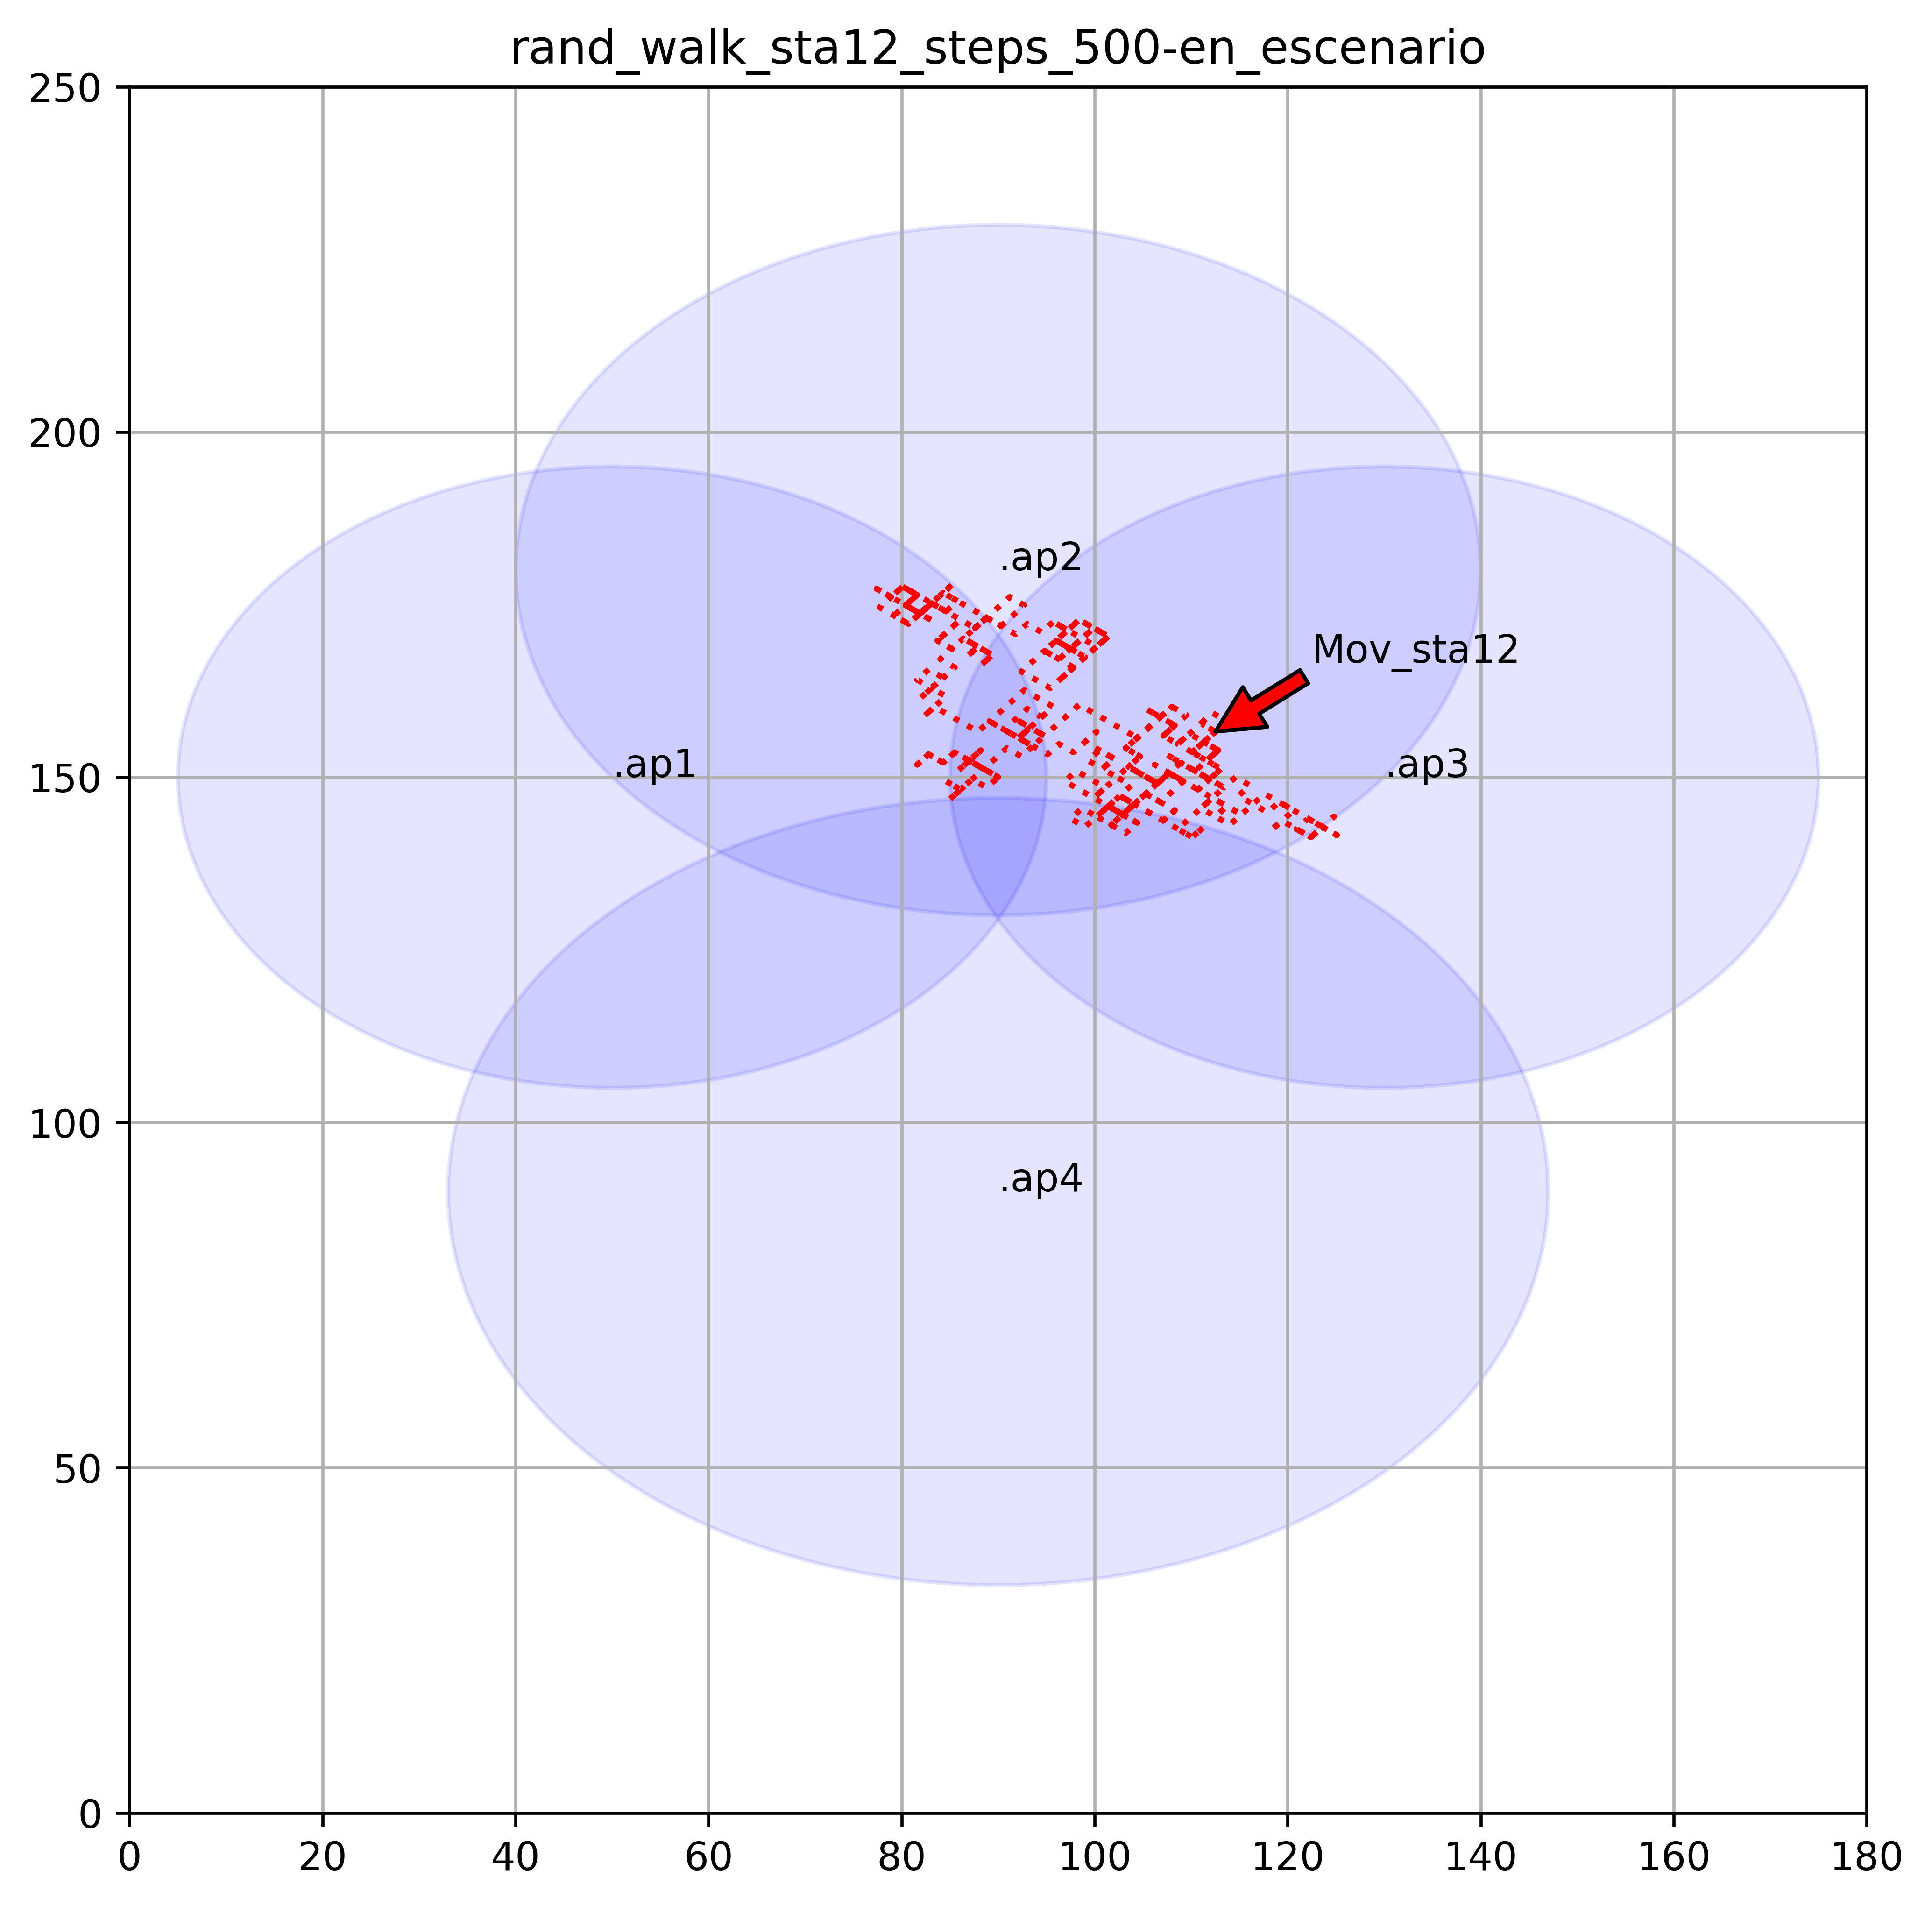 rand_walk_sta12_steps_500-en_escenario
250
200
150
100
50
0
.ap2
Mov_sta12
.ap1
.ap3
.ap4
0 20 40 60 80 100 120 140 160 180